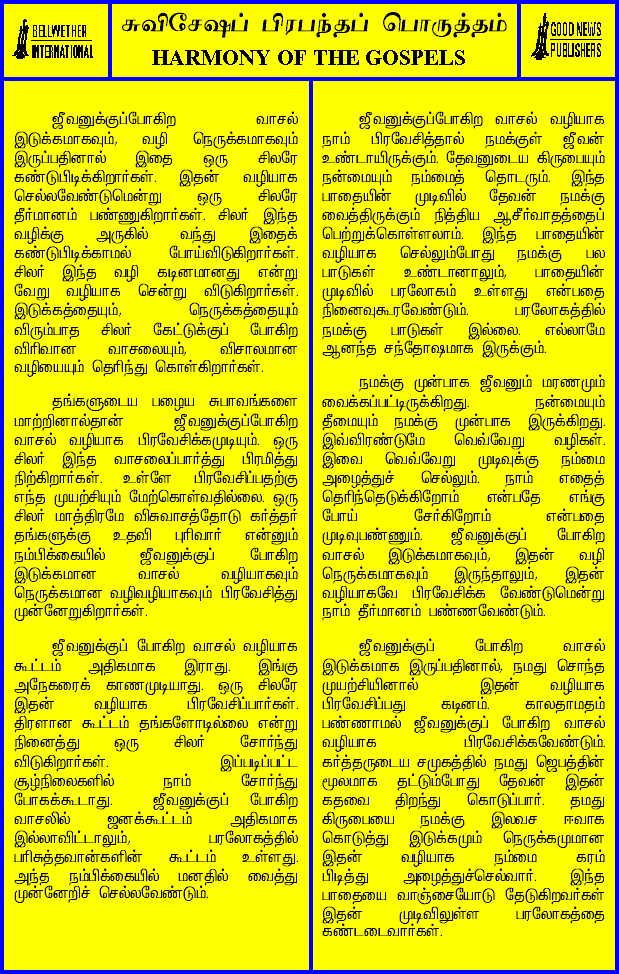 BELLWETHER
INTERNATIONAL
சுவிசேஷப் பிரபந்தப் பொருத்தம்
HARMONY OF THE GOSPELS
GOOD NEWS
PUBLISHERS
ஜீவனுக்குப்போகிற வாசல்
இடுக்கமாகவும், வழி நெருக்கமாகவும்
இருப்பதினால் இதை ஒரு சிலரே
கண்டுபிடிக்கிறார்கள். இதன் வழியாக
செல்லவேண்டுமென்று ஒரு சிலரே
தீர்மானம் பண்ணுகிறார்கள். சிலர் இந்த
வழிக்கு அருகில் வந்து இதைக்
கண்டுபிடிக்காமல் போய்விடுகிறார்கள்.
சிலர் இந்த வழி கடினமானது என்று
வேறு வழியாக சென்று விடுகிறார்கள்.
இடுக்கத்தையும், நெருக்கத்தையும்
விரும்பாத சிலர் கேட்டுக்குப் போகிற
விரிவான வாசலையும், விசாலமான
வழியையும் தெரிந்து கொள்கிறார்கள்.
தங்களுடைய பழைய சுபாவங்களை
மாற்றினால்தான் ஜீவனுக்குப்போகிற
வாசல் வழியாக பிரவேசிக்கமுடியும். ஒரு
சிலர் இந்த வாசலைப்பார்த்து பிரமித்து
நிற்கிறார்கள். உள்ளே பிரவேசிப்பதற்கு
எந்த முயற்சியும் மேற்கொள்வதில்லை. ஒரு
சிலர் மாத்திரமே விசுவாசத்தோடு கர்த்தர்
தங்களுக்கு உதவி புரிவார் என்னும்
நம்பிக்கையில் ஜீவனுக்குப் போகிற
இடுக்கமான வாசல் வழியாகவும்
நெருக்கமான வழிவழியாகவும் பிரவேசித்து
முன்னேறுகிறார்கள்.
ஜீவனுக்குப் போகிற வாசல் வழியாக
கூட்டம் அதிகமாக இராது. இங்கு
அநேகரைக் காணமுடியாது. ஒரு சிலரே
இதன் வழியாக பிரவேசிப்பார்கள்.
திரளான கூட்டம் தங்களோடில்லை என்று
நினைத்து ஒரு சிலர் சோர்ந்து
விடுகிறார்கள். இப்படிப்பட்ட
சூழ்நிலைகளில் நாம் சோர்ந்து
போகக்கூடாது. ஜீவனுக்குப் போகிற
வாசலில் ஜனக்கூட்டம் அதிகமாக
இல்லாவிட்டாலும், பரலோகத்தில்
பரிசுத்தவான்களின் கூட்டம் உள்ளது.
அந்த நம்பிக்கையில் மனதில் வைத்து
முன்னேறிச் செல்லவேண்டும்.
ஜீவனுக்குப்போகிற வாசல் வழியாக
நாம் பிரவேசித்தால் நமக்குள் ஜீவன்
உண்டாயிருக்கும். தேவனுடைய கிருபையும்
நன்மையும் நம்மைத் தொடரும். இந்த
பாதையின் முடிவில் தேவன் நமக்கு
வைத்திருக்கும் நித்திய ஆசீர்வாதத்தைப்
பெற்றுக்கொள்ளலாம். இந்த பாதையின்
வழியாக செல்லும்போது நமக்கு பல
பாடுகள் உண்டானாலும், பாதையின்
முடிவில் பரலோகம் உள்ளது என்பதை
நினைவுகூரவேண்டும். பரலோகத்தில்
நமக்கு பாடுகள் இல்லை. எல்லாமே
ஆனந்த சந்தோஷமாக இருக்கும்.
நமக்கு முன்பாக ஜீவனும் மரணமும்
வைக்கப்பட்டிருக்கிறது. நன்மையும்
தீமையும் நமக்கு முன்பாக இருக்கிறது.
இவ்விரண்டுமே வெவ்வேறு வழிகள்.
இவை வெவ்வேறு முடிவுக்கு நம்மை
அழைத்துச் செல்லும். நாம் எதைத்
தெரிந்தெடுக்கிறோம் என்பதே எங்கு
போய் சேர்கிறோம் என்பதை
முடிவுபண்ணும். ஜீவனுக்குப் போகிற
வாசல் இடுக்கமாகவும், இதன் வழி
நெருக்கமாகவும் இருந்தாலும், இதன்
வழியாகவே பிரவேசிக்க வேண்டுமென்று
நாம் தீர்மானம் பண்ணவேண்டும்.
ஜீவனுக்குப் போகிற வாசல்
இடுக்கமாக இருப்பதினால், நமது சொந்த
முயற்சியினால் இதன் வழியாக
பிரவேசிப்பது கடினம். காலதாமதம்
பண்ணாமல் ஜீவனுக்குப் போகிற வாசல்
வழியாக பிரவேசிக்கவேண்டும்.
கர்த்தருடைய சமுகத்தில் நமது ஜெபத்தின்
மூலமாக தட்டும்போது தேவன் இதன்
கதவை திறந்து கொடுப்பார். தமது
கிருபையை நமக்கு இலவச ஈவாக
கொடுத்து இடுக்கமும் நெருக்கமுமான
இதன் வழியாக நம்மை கரம்
பிடித்து அழைத்துச்செல்வார். இந்த
பாதையை வாஞ்சையோடு தேடுகிறவர்கள்
இதன் முடிவிலுள்ள பரலோகத்தை
கண்டடைவார்கள்.